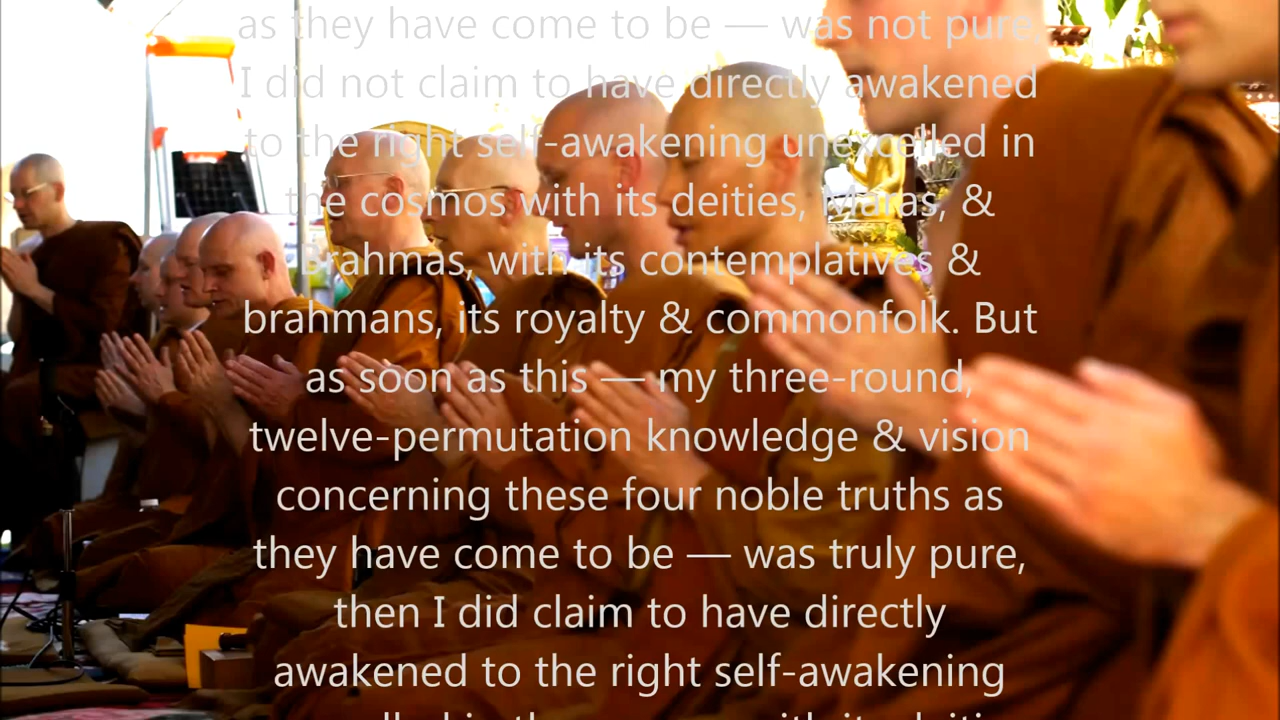 as they have come to be — was not pure,
I did not claim to have directly awakened
to the right self-awakening unexcelled in
the cosmos with its deities, Maras, &
Brahmas, with its contemplatives &
brahmans, its royalty & commonfolk. But
as soon as this — my three-round,
twelve-permutation knowledge & vision
concerning these four noble truths as
they have come to be — was truly pure,
then I did claim to have directly
awakened to the right self-awakening